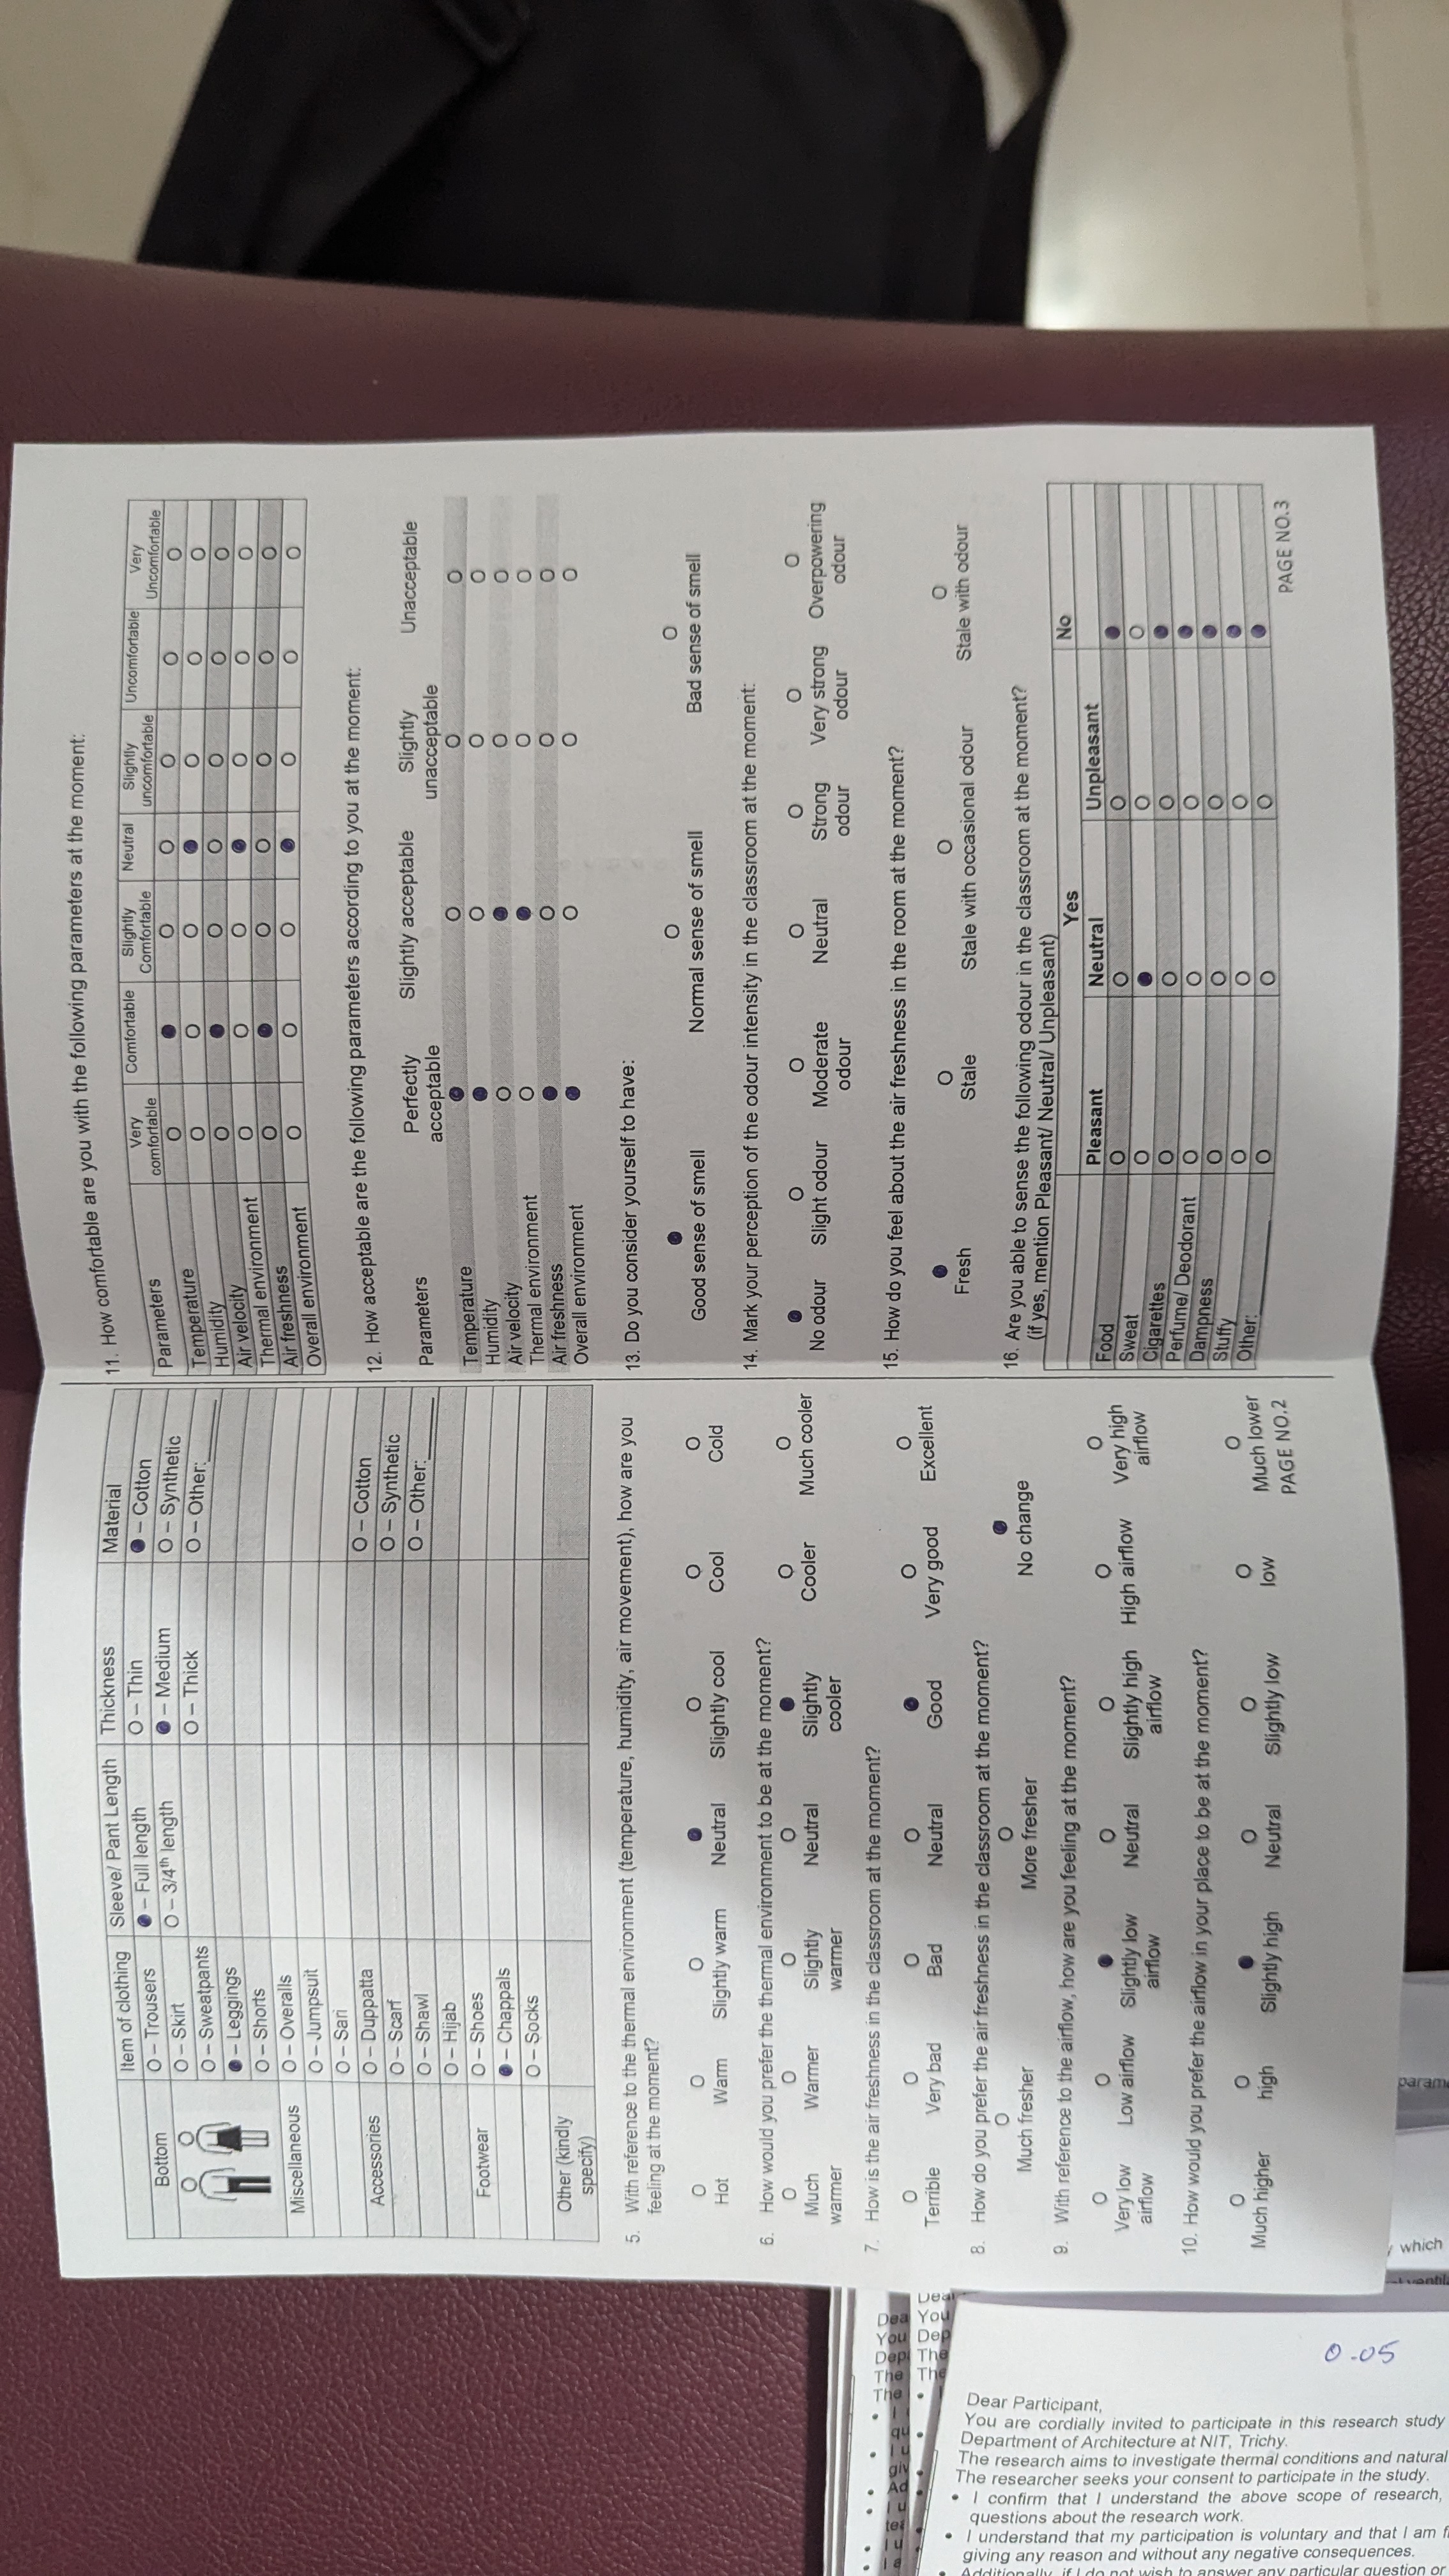 Item of clothing Sleeve/ Pant Length Thickness Material
Bottom
O – Trousers ● – Full length O – Thin ● – Cotton
O – Skirt O – 3/4th length ● – Medium O – Synthetic
O – Sweatpants O – Thick O – Other:______
● – Leggings
O – Shorts
Miscellaneous O – Overalls
O – Jumpsuit
O – Sari
Accessories O – Duppatta O – Cotton
O – Scarf O – Synthetic
O – Shawl O – Other:______
O – Hijab
Footwear O – Shoes
● – Chappals
O – Socks
Other (kindly
specify)
5. With reference to the thermal environment (temperature, humidity, air movement), how are you
feeling at the moment?
O O O ● O O O
Hot Warm Slightly warm Neutral Slightly cool Cool Cold
6. How would you prefer the thermal environment to be at the moment?
O O O O ● O O
Much Warmer Slightly Neutral Slightly Cooler Much cooler
warmer warmer cooler
7. How is the air freshness in the classroom at the moment?
O O O O ● O O
Terrible Very bad Bad Neutral Good Very good Excellent
8. How do you prefer the air freshness in the classroom at the moment?
O O ●
Much fresher More fresher No change
9. With reference to the airflow, how are you feeling at the moment?
O O ● O O O O
Very low Low airflow Slightly low Neutral Slightly high High airflow Very high
airflow airflow airflow airflow
10. How would you prefer the airflow in your place to be at the moment?
O O ● O O O O
Much higher high Slightly high Neutral Slightly low low Much lower
PAGE NO.2
11. How comfortable are you with the following parameters at the moment:
Parameters Very Comfortable Slightly Neutral Slightly Uncomfortable Very
comfortable Comfortable uncomfortable Uncomfortable
Temperature O ● O O O O O
Humidity O O O ● O O O
Air velocity O ● O O O O O
Thermal environment O O O ● O O O
Air freshness O ● O O O O O
Overall environment O O O ● O O O
12. How acceptable are the following parameters according to you at the moment:
Parameters Perfectly Slightly acceptable Slightly Unacceptable
acceptable unacceptable
Temperature ● O O O
Humidity ● O O O
Air velocity O ● O O
Thermal environment O ● O O
Air freshness ● O O O
Overall environment ● O O O
13. Do you consider yourself to have:
● O O
Good sense of smell Normal sense of smell Bad sense of smell
14. Mark your perception of the odour intensity in the classroom at the moment:
● O O O O O O
No odour Slight odour Moderate Neutral Strong Very strong Overpowering
odour odour odour odour
15. How do you feel about the air freshness in the room at the moment?
● O O O
Fresh Stale Stale with occasional odour Stale with odour
16. Are you able to sense the following odour in the classroom at the moment?
(if yes, mention Pleasant/ Neutral/ Unpleasant)
Yes No
Pleasant Neutral Unpleasant
Food O O O ●
Sweat O ● O O
Cigarettes O O O ●
Perfume/ Deodorant O O O ●
Dampness O O O ●
Stuffy O O O ●
Other:______ O O O ●
PAGE NO.3
0.05
Dear Participant,
You are cordially invited to participate in this research study
Department of Architecture at NIT, Trichy.
The research aims to investigate thermal conditions and natural
The researcher seeks your consent to participate in the study.
• I confirm that I understand the above scope of research,
questions about the research work.
• I understand that my participation is voluntary and that I am
giving any reason and without any negative consequences.
which